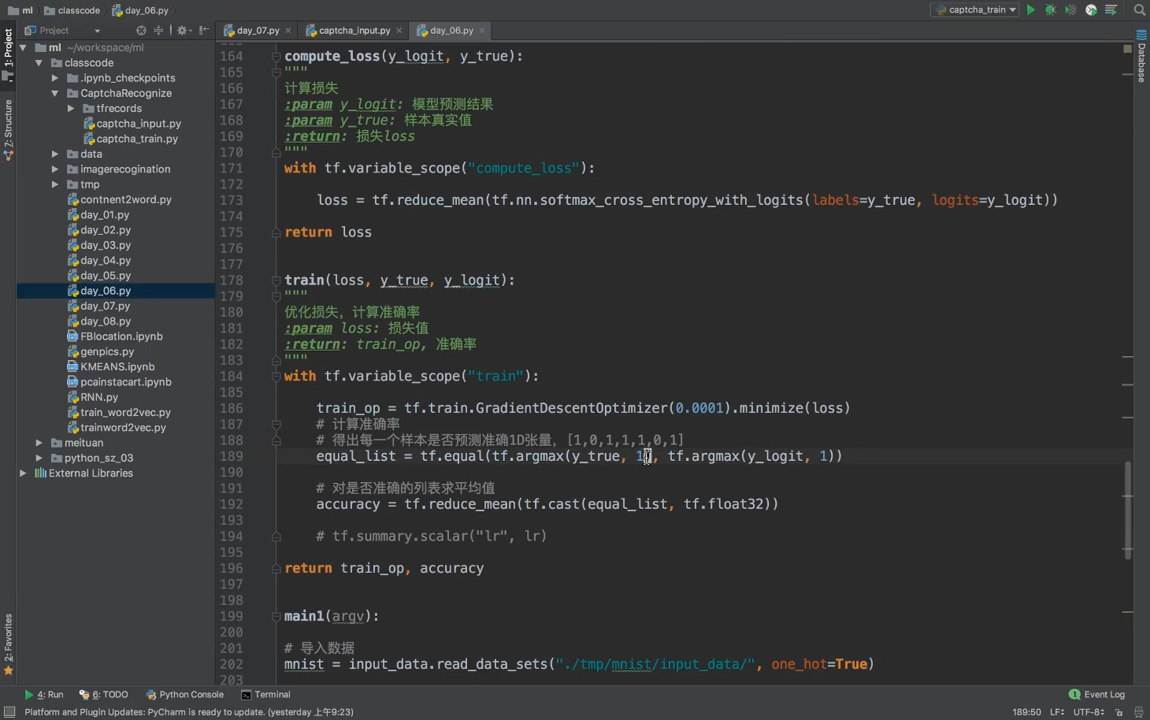 ml classcode day_06.py
captcha_train
Project
day_07.py captcha_input.py day_06.py
1: Project
Z: Structure
2: Favorites
Database
ml ~/workspace/ml
classcode
.ipynb_checkpoints
CaptchaRecognize
tfrecords
captcha_input.py
captcha_train.py
data
imagerecogination
tmp
contnent2word.py
day_01.py
day_02.py
day_03.py
day_04.py
day_05.py
day_06.py
day_07.py
day_08.py
FBlocation.ipynb
genpics.py
KMEANS.ipynb
pcainstacart.ipynb
RNN.py
train_word2vec.py
trainword2vec.py
meituan
python_sz_03
External Libraries
164 compute_loss(y_logit, y_true):
165 """
166 计算损失
167 :param y_logit: 模型预测结果
168 :param y_true: 样本真实值
169 :return: 损失loss
170 """
171 with tf.variable_scope("compute_loss"):
172
173 loss = tf.reduce_mean(tf.nn.softmax_cross_entropy_with_logits(labels=y_true, logits=y_logit))
174
175 return loss
176
177
178 train(loss, y_true, y_logit):
179 """
180 优化损失，计算准确率
181 :param loss: 损失值
182 :return: train_op, 准确率
183 """
184 with tf.variable_scope("train"):
185
186 train_op = tf.train.GradientDescentOptimizer(0.0001).minimize(loss)
187 # 计算准确率
188 # 得出每一个样本是否预测准确1D张量，[1,0,1,1,1,0,1]
189 equal_list = tf.equal(tf.argmax(y_true, 1), tf.argmax(y_logit, 1))
190
191 # 对是否准确的列表求平均值
192 accuracy = tf.reduce_mean(tf.cast(equal_list, tf.float32))
193
194 # tf.summary.scalar("lr", lr)
195
196 return train_op, accuracy
197
198
199 main1(argv):
200
201 # 导入数据
202 mnist = input_data.read_data_sets("./tmp/mnist/input_data/", one_hot=True)
203
4: Run 6: TODO Python Console Terminal Event Log
Platform and Plugin Updates: PyCharm is ready to update. (yesterday 上午9:23) 189:50 LF UTF-8